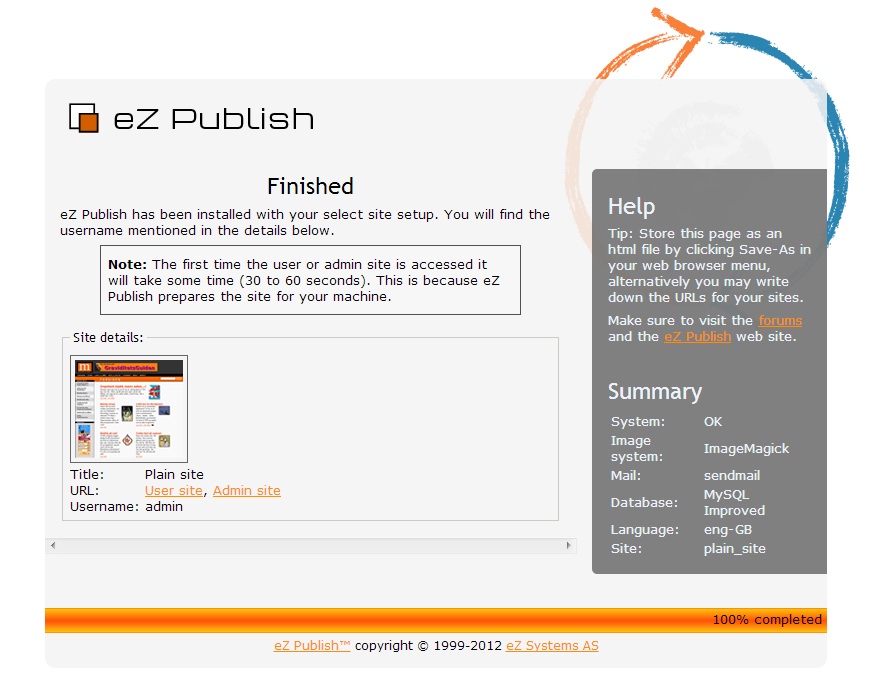 eZ Publish
Finished
eZ Publish has been installed with your select site setup. You will find the
username mentioned in the details below.
Note: The first time the user or admin site is accessed it
will take some time (30 to 60 seconds). This is because eZ
Publish prepares the site for your machine.
Site details:
GraviditetsGuiden
Title: Plain site
URL: User site, Admin site
Username: admin
Help
Tip: Store this page as an
html file by clicking Save-As in
your web browser menu,
alternatively you may write
down the URLs for your sites.
Make sure to visit the forums
and the eZ Publish web site.
Summary
System: OK
Image
system: ImageMagick
Mail: sendmail
Database: MySQL
Improved
Language: eng-GB
Site: plain_site
100% completed
eZ Publish™ copyright © 1999-2012 eZ Systems AS